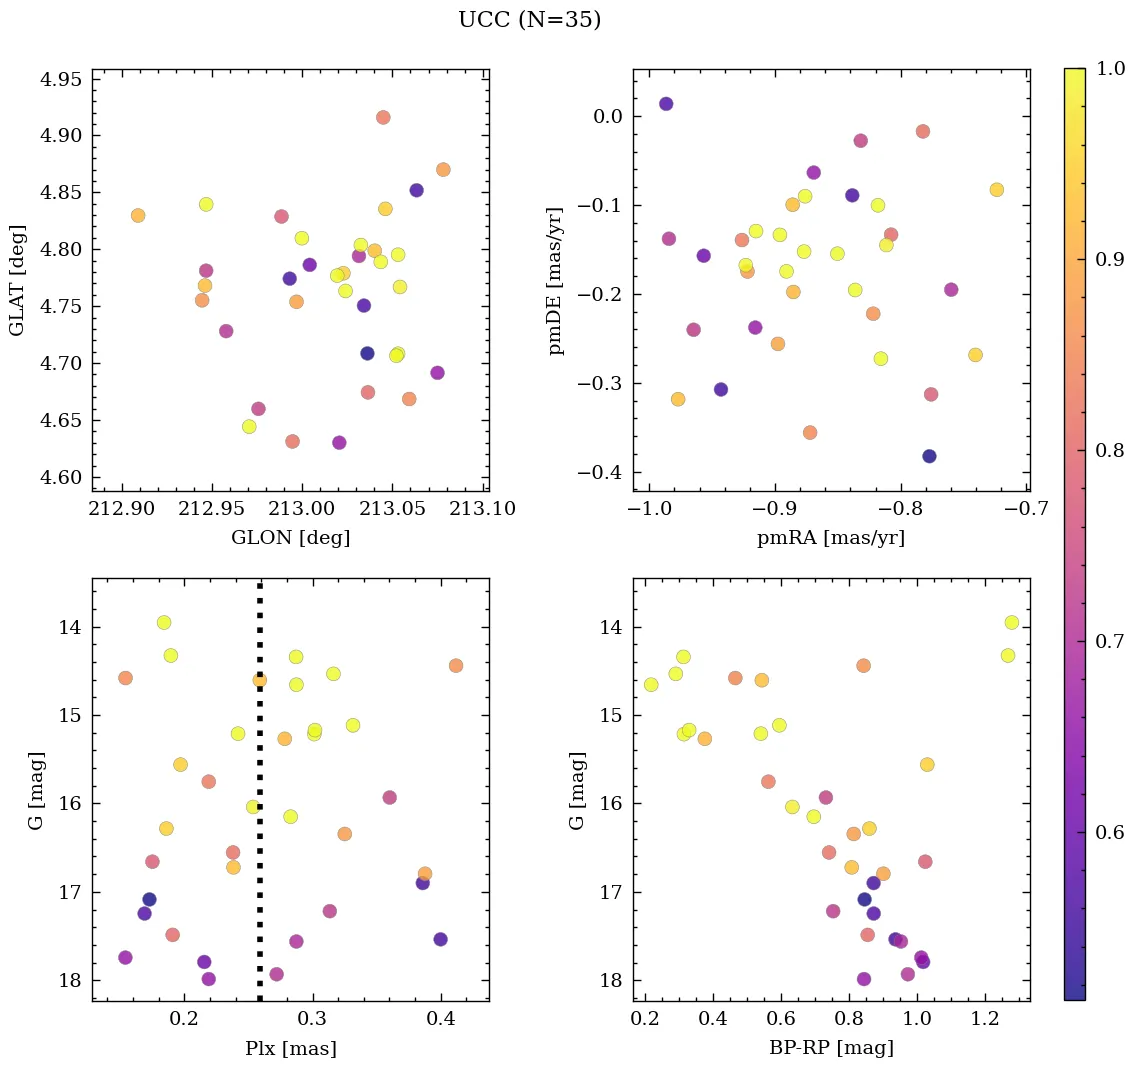 UCC (N=35)
4.95
4.90
4.85
4.80
4.75
4.70
4.65
4.60
GLAT [deg]
212.90 212.95 213.00 213.05 213.10
GLON [deg]
0.0
−0.1
−0.2
−0.3
−0.4
pmDE [mas/yr]
−1.0 −0.9 −0.8 −0.7
pmRA [mas/yr]
14
15
16
17
18
G [mag]
0.2 0.3 0.4
Plx [mas]
14
15
16
17
18
G [mag]
0.2 0.4 0.6 0.8 1.0 1.2
BP-RP [mag]
1.0
0.9
0.8
0.7
0.6